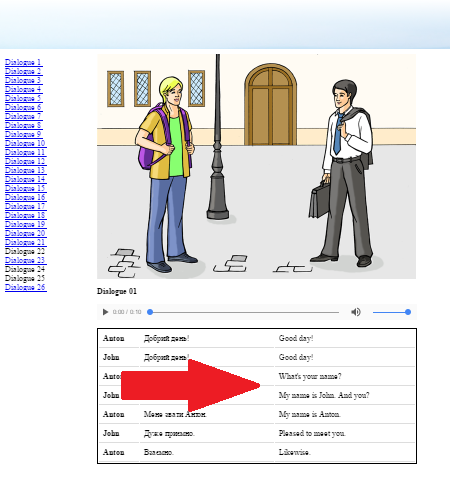 Dialogue 1
Dialogue 2
Dialogue 3
Dialogue 4
Dialogue 5
Dialogue 6
Dialogue 7
Dialogue 8
Dialogue 9
Dialogue 10
Dialogue 11
Dialogue 12
Dialogue 13
Dialogue 14
Dialogue 15
Dialogue 16
Dialogue 17
Dialogue 18
Dialogue 19
Dialogue 20
Dialogue 21
Dialogue 22
Dialogue 23
Dialogue 24
Dialogue 25
Dialogue 26
Dialogue 01
0:00 / 0:10
Anton Добрий день! Good day!
John Добрий день! Good day!
What's your name?
John My name is John. And you?
Anton Мене звати Антон. My name is Anton.
John Дуже приємно. Pleased to meet you.
Anton Взаємно. Likewise.